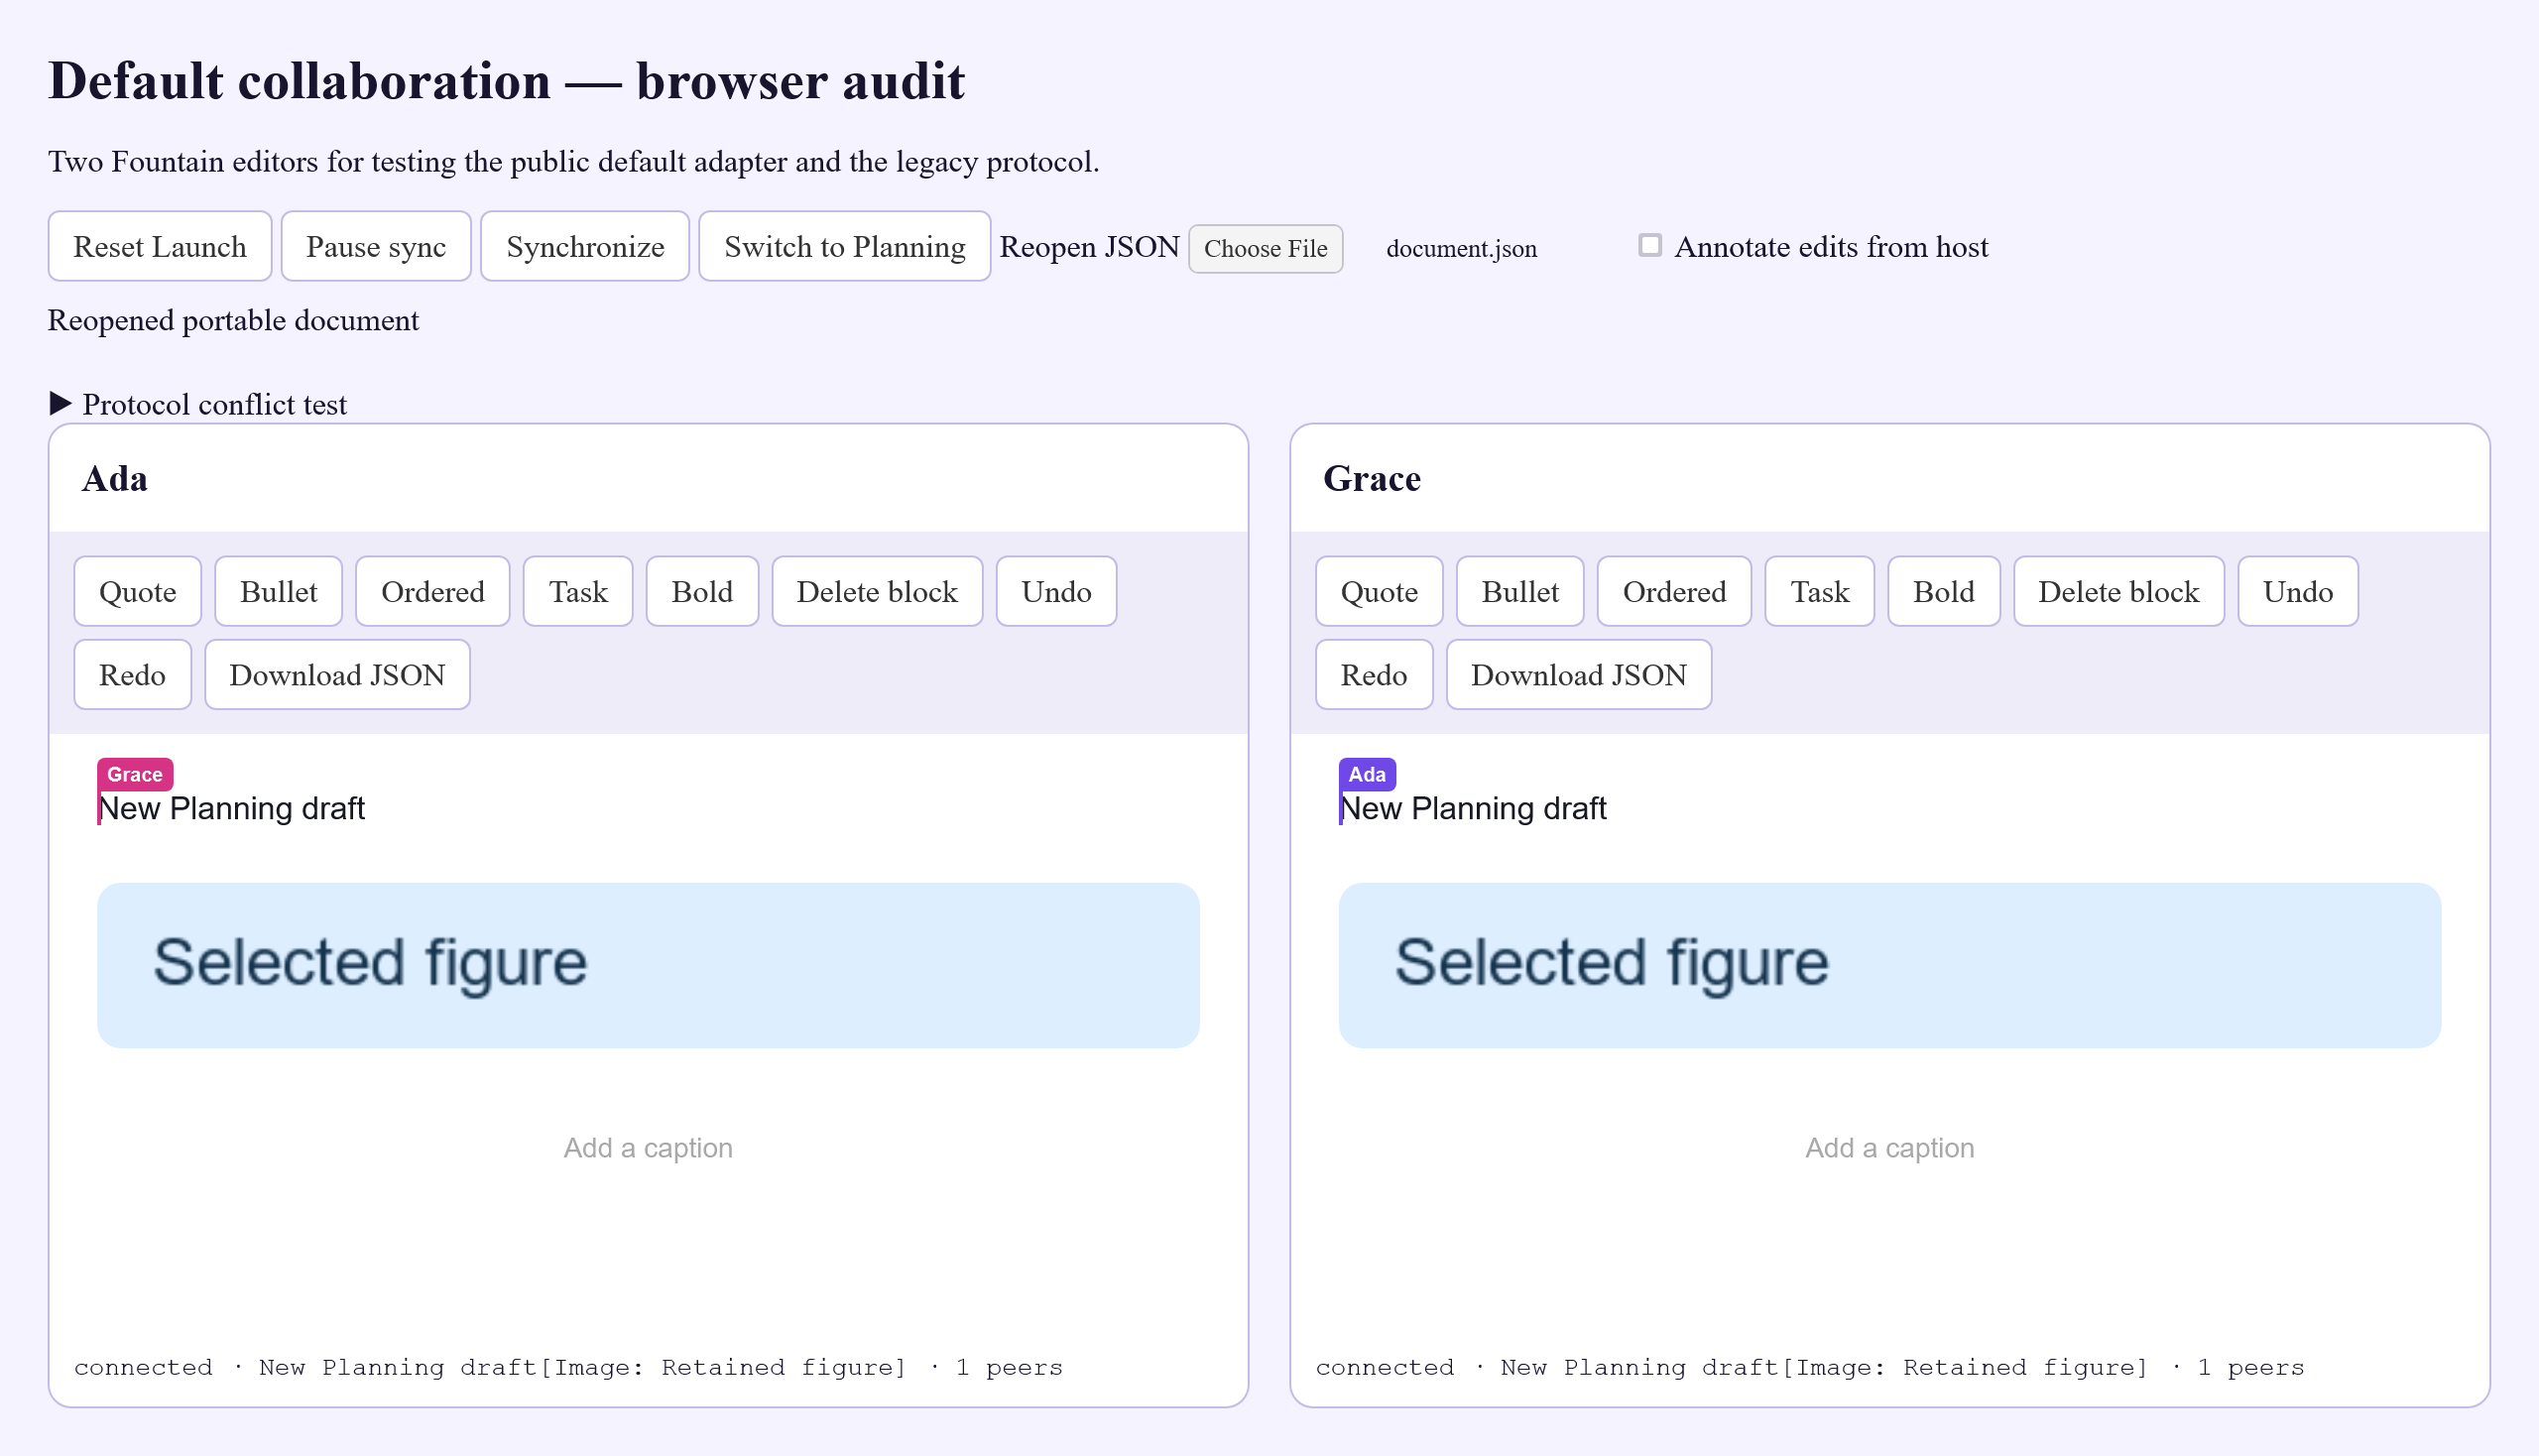 Default collaboration — browser audit
Two Fountain editors for testing the public default adapter and the legacy protocol.
Reset Launch Pause sync Synchronize Switch to Planning Reopen JSON Choose File document.json Annotate edits from host
Reopened portable document
▶ Protocol conflict test
Ada
Quote Bullet Ordered Task Bold Delete block Undo
Redo Download JSON
Grace
New Planning draft
Selected figure
Add a caption
connected · New Planning draft[Image: Retained figure] · 1 peers
Grace
Quote Bullet Ordered Task Bold Delete block Undo
Redo Download JSON
Ada
New Planning draft
Selected figure
Add a caption
connected · New Planning draft[Image: Retained figure] · 1 peers